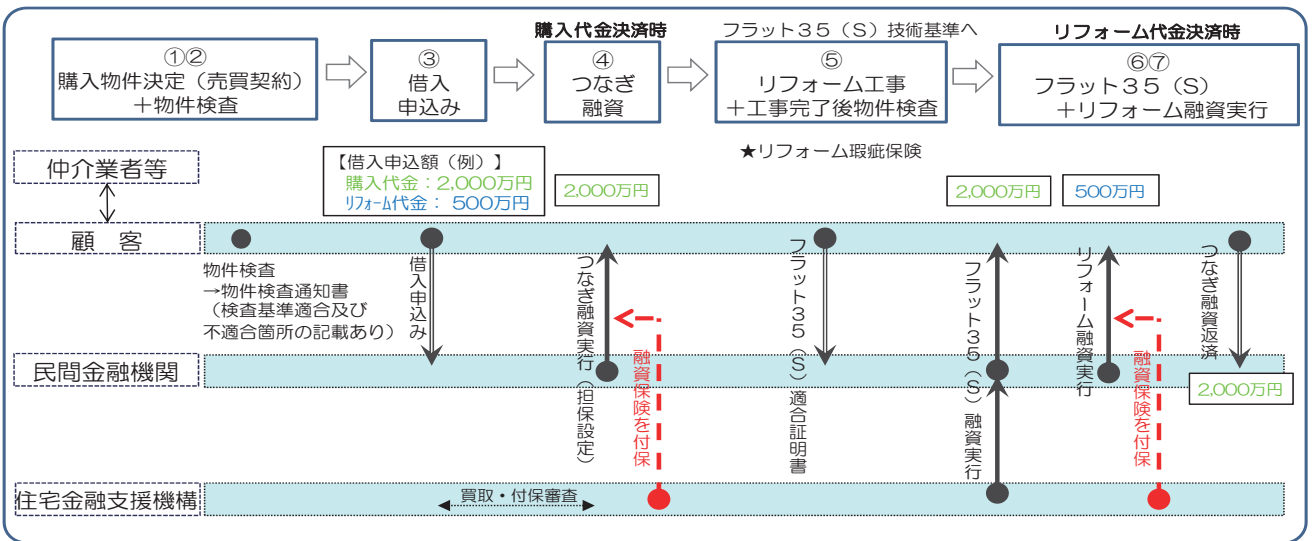 購入代金決済時
フラット35（S）技術基準へ
リフォーム代金決済時
①②
購入物件決定（売買契約）
＋物件検査
③
借入
申込み
④
つなぎ
融資
⑤
リフォーム工事
＋工事完了後物件検査
⑥⑦
フラット35（S）
＋リフォーム融資実行
★リフォーム瑕疵保険
仲介業者等
【借入申込額（例）】
購入代金：2,000万円
リフォーム代金： 500万円
2,000万円
2,000万円
500万円
顧　客
物件検査
→物件検査通知書
（検査基準適合及び
不適合箇所の記載あり）
借入申込み
つなぎ融資実行（担保設定）
融資保険を付保
フラット35（S）適合証明書
フラット35（S）融資実行
リフォーム融資実行
融資保険を付保
つなぎ融資返済
民間金融機関
2,000万円
買取・付保審査
住宅金融支援機構